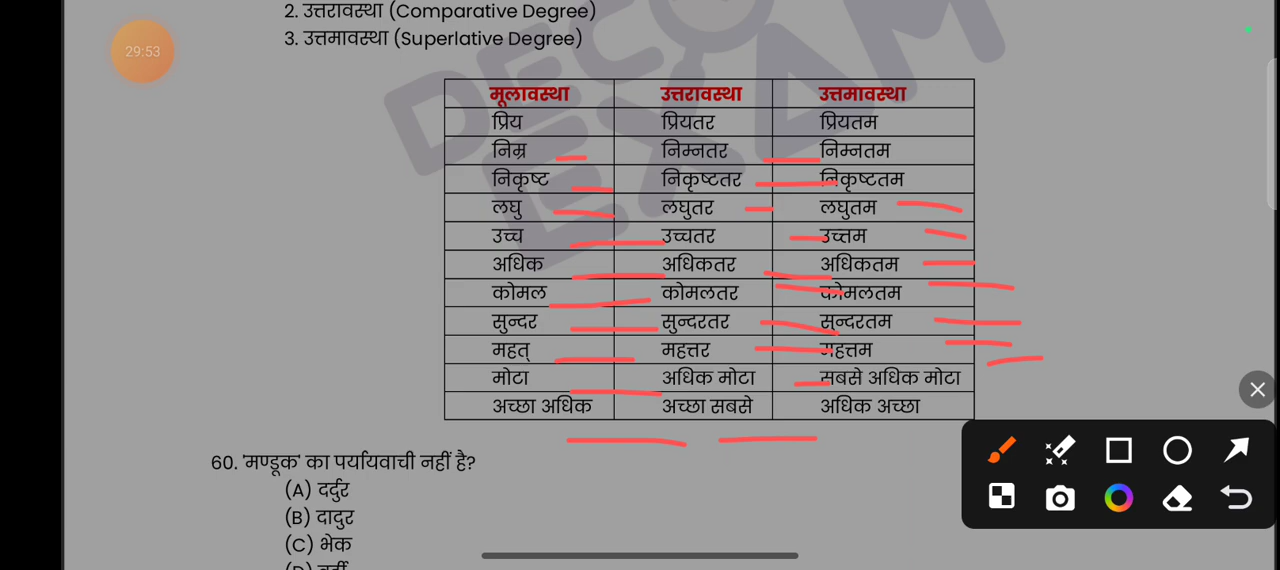 2. उत्तरावस्था (Comparative Degree)
29:53
3. उत्तमावस्था (Superlative Degree)
DECODE EXAM
मूलावस्था उत्तरावस्था उत्तमावस्था
प्रिय प्रियतर प्रियतम
निम्र निम्नतर निम्नतम
निकृष्ट निकृष्टतर निकृष्टतम
लघु लघुतर लघुतम
उच्च उच्चतर उच्त्तम
अधिक अधिकतर अधिकतम
कोमल कोमलतर कोमलतम
सुन्दर सुन्दरतर सुन्दरतम
महत् महत्तर महत्तम
मोटा अधिक मोटा सबसे अधिक मोटा
अच्छा अधिक अच्छा सबसे अधिक अच्छा
60. 'मण्डूक' का पर्यायवाची नहीं है?
(A) दर्दुर
(B) दादुर
(C) भेक